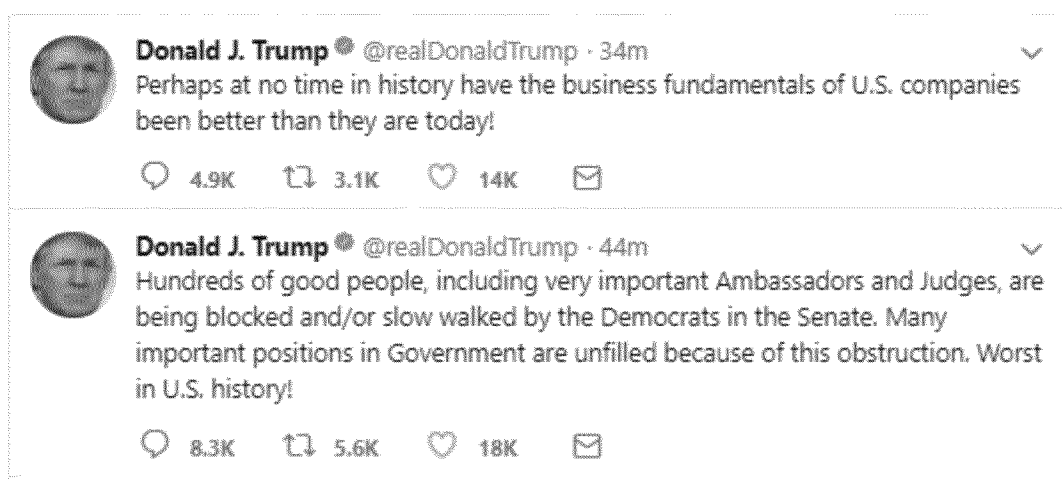 Donald J. Trump @realDonaldTrump · 34m
Perhaps at no time in history have the business fundamentals of U.S. companies
been better than they are today!
4.9K 3.1K 14K
Donald J. Trump @realDonaldTrump · 44m
Hundreds of good people, including very important Ambassadors and Judges, are
being blocked and/or slow walked by the Democrats in the Senate. Many
important positions in Government are unfilled because of this obstruction. Worst
in U.S. history!
8.3K 5.6K 18K